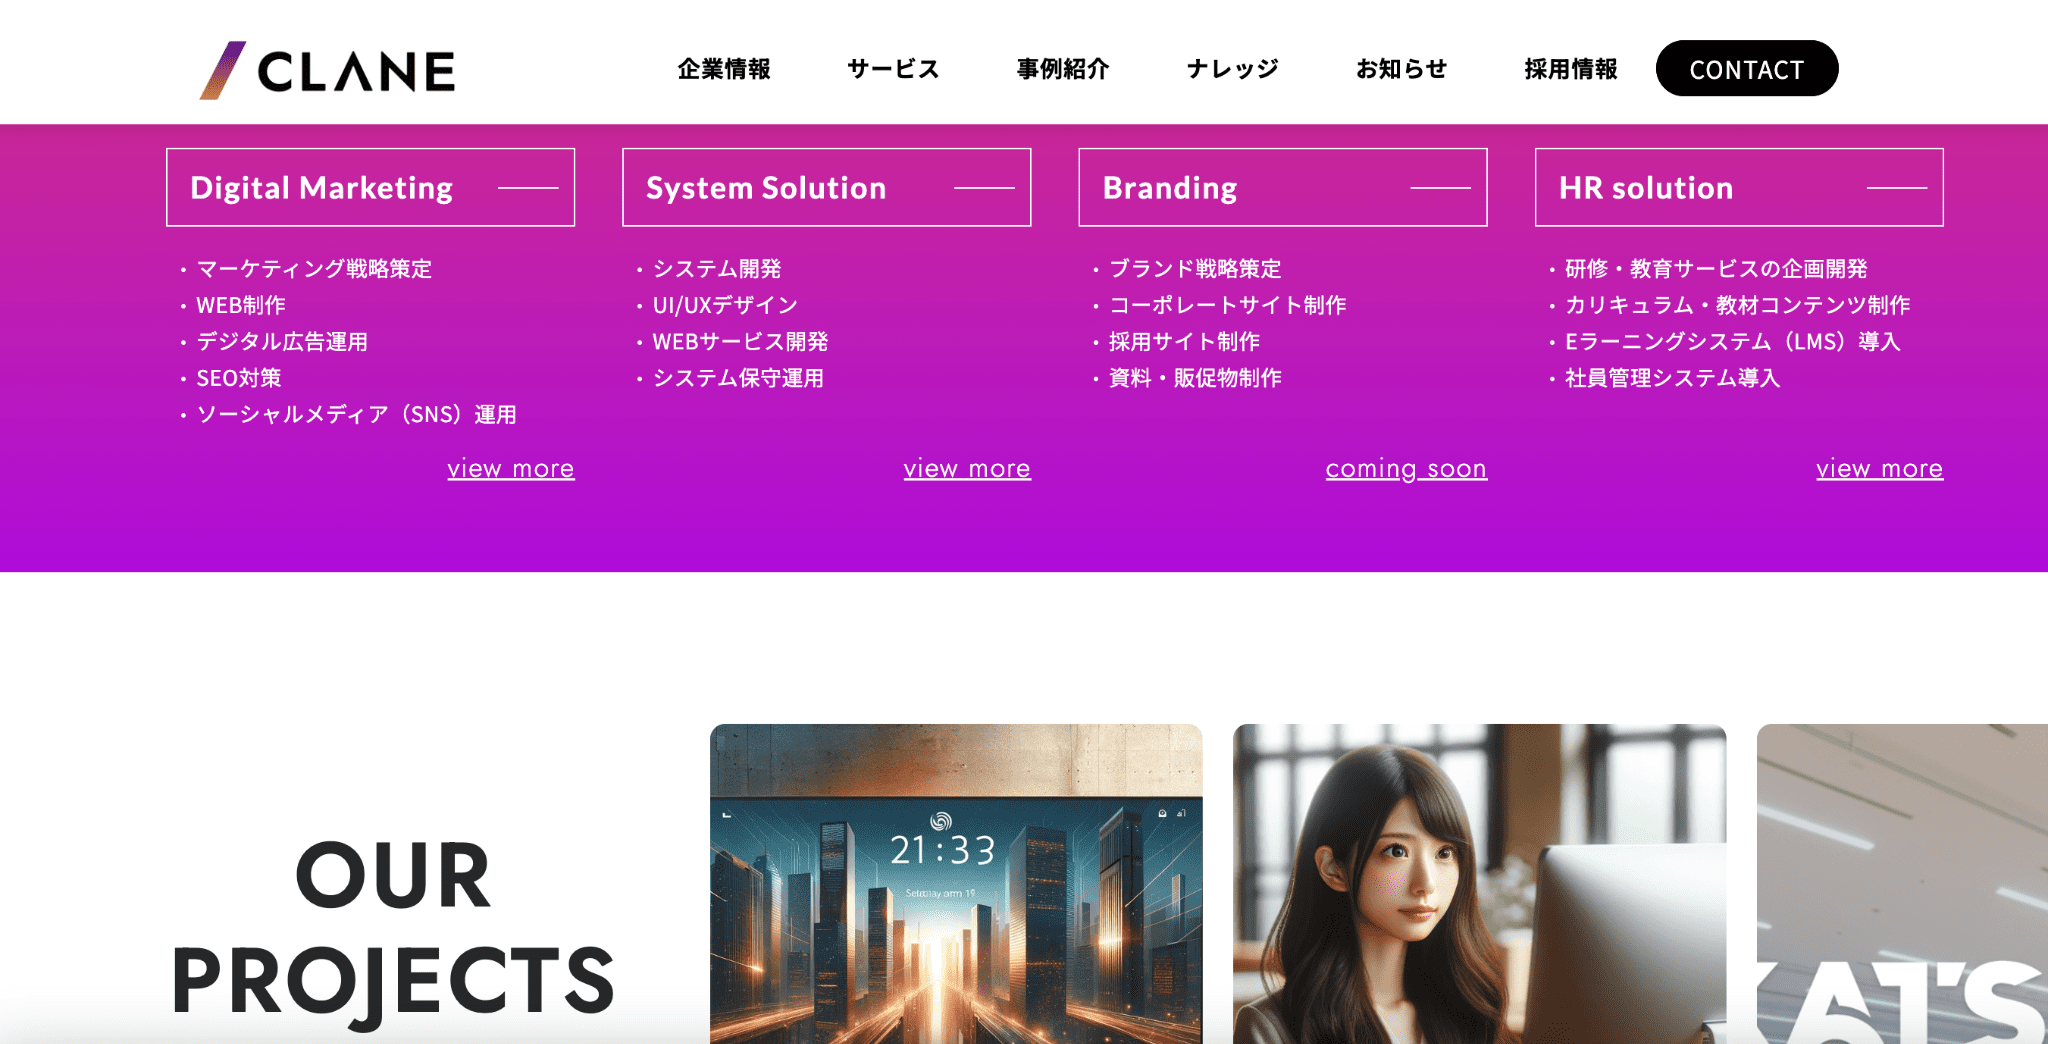 CLANE
企業情報 サービス 事例紹介 ナレッジ お知らせ 採用情報 CONTACT
Digital Marketing
・マーケティング戦略策定
・WEB制作
・デジタル広告運用
・SEO対策
・ソーシャルメディア（SNS）運用
view more
System Solution
・システム開発
・UI/UXデザイン
・WEBサービス開発
・システム保守運用
view more
Branding
・ブランド戦略策定
・コーポレートサイト制作
・採用サイト制作
・資料・販促物制作
coming soon
HR solution
・研修・教育サービスの企画開発
・カリキュラム・教材コンテンツ制作
・Eラーニングシステム（LMS）導入
・社員管理システム導入
view more
OUR
PROJECTS
21:33